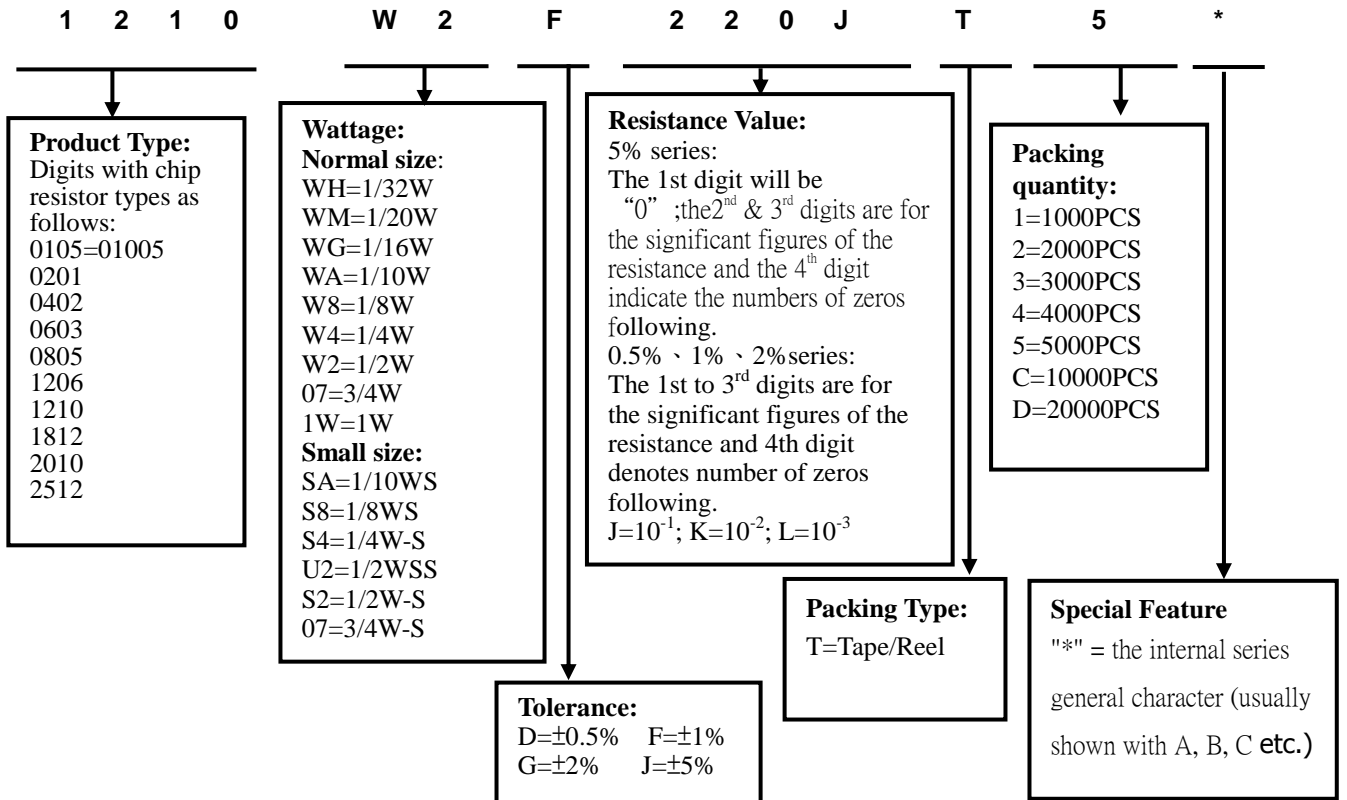 1 2 1 0 W 2 F 2 2 0 J T 5 *
Product Type:
Digits with chip
resistor types as
follows:
0105=01005
0201
0402
0603
0805
1206
1210
1812
2010
2512
Wattage:
Normal size:
WH=1/32W
WM=1/20W
WG=1/16W
WA=1/10W
W8=1/8W
W4=1/4W
W2=1/2W
07=3/4W
1W=1W
Small size:
SA=1/10WS
S8=1/8WS
S4=1/4W-S
U2=1/2WSS
S2=1/2W-S
07=3/4W-S
Tolerance:
D=±0.5% F=±1%
G=±2% J=±5%
Resistance Value:
5% series:
The 1st digit will be
“0” ;the2nd & 3rd digits are for
the significant figures of the
resistance and the 4th digit
indicate the numbers of zeros
following.
0.5%、1%、2%series:
The 1st to 3rd digits are for
the significant figures of the
resistance and 4th digit
denotes number of zeros
following.
J=10-1; K=10-2; L=10-3
Packing Type:
T=Tape/Reel
Packing
quantity:
1=1000PCS
2=2000PCS
3=3000PCS
4=4000PCS
5=5000PCS
C=10000PCS
D=20000PCS
Special Feature
"*" = the internal series
general character (usually
shown with A, B, C etc.)